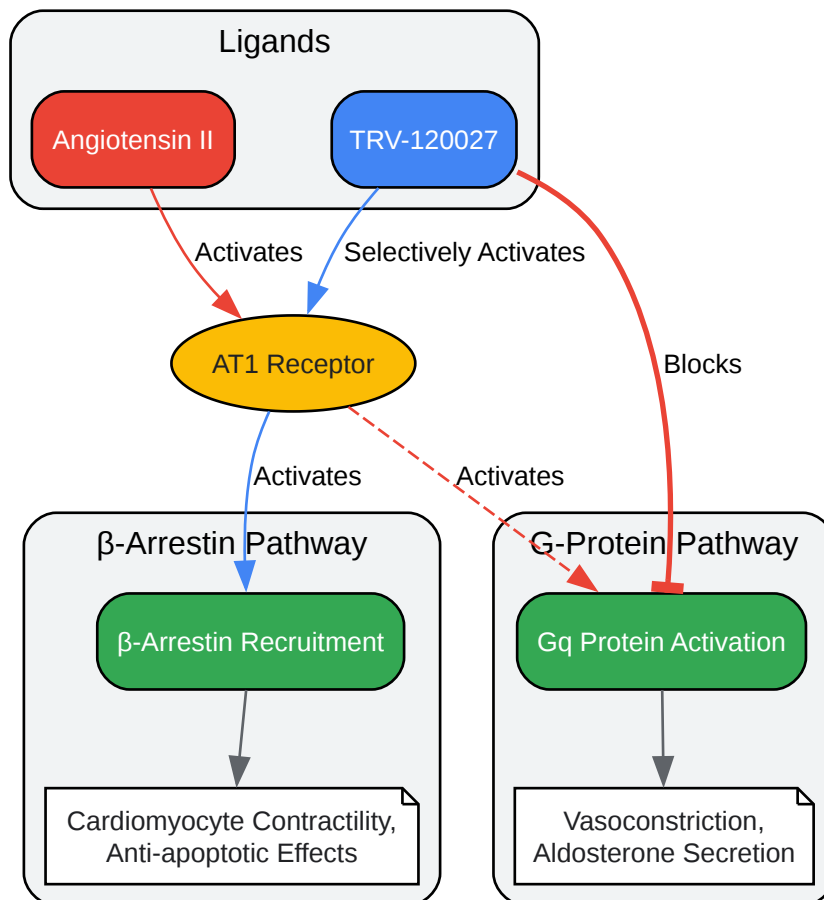 Ligands
Angiotensin II
TRV-120027
Activates
Selectively Activates
AT1 Receptor
Blocks
Activates
Activates
β-Arrestin Pathway
G-Protein Pathway
β-Arrestin Recruitment
Gq Protein Activation
Cardiomyocyte Contractility,
Anti-apoptotic Effects
Vasoconstriction,
Aldosterone Secretion